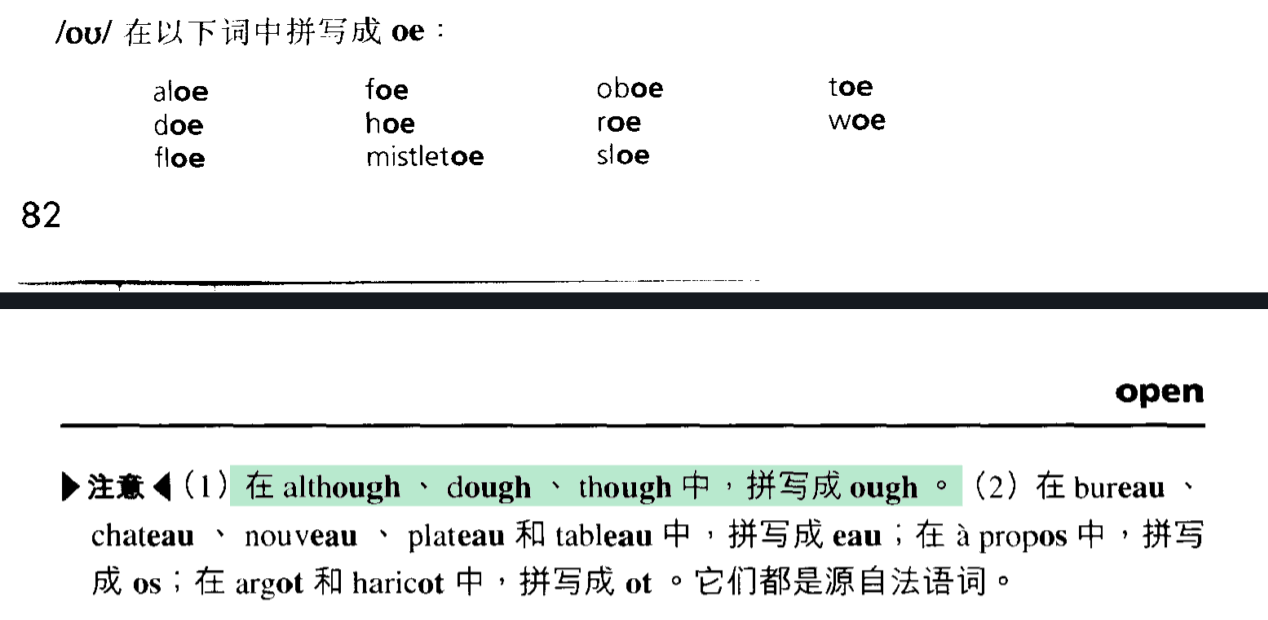 /oʊ/ 在以下词中拼写成 oe：
aloe foe oboe toe
doe hoe roe woe
floe mistletoe sloe
82
open
▶注意◀（1）在 although、dough、though 中，拼写成 ough。（2）在 bureau、
chateau、nouveau、plateau 和 tableau 中，拼写成 eau；在 à propos 中，拼写
成 os；在 argot 和 haricot 中，拼写成 ot。它们都是源自法语词。